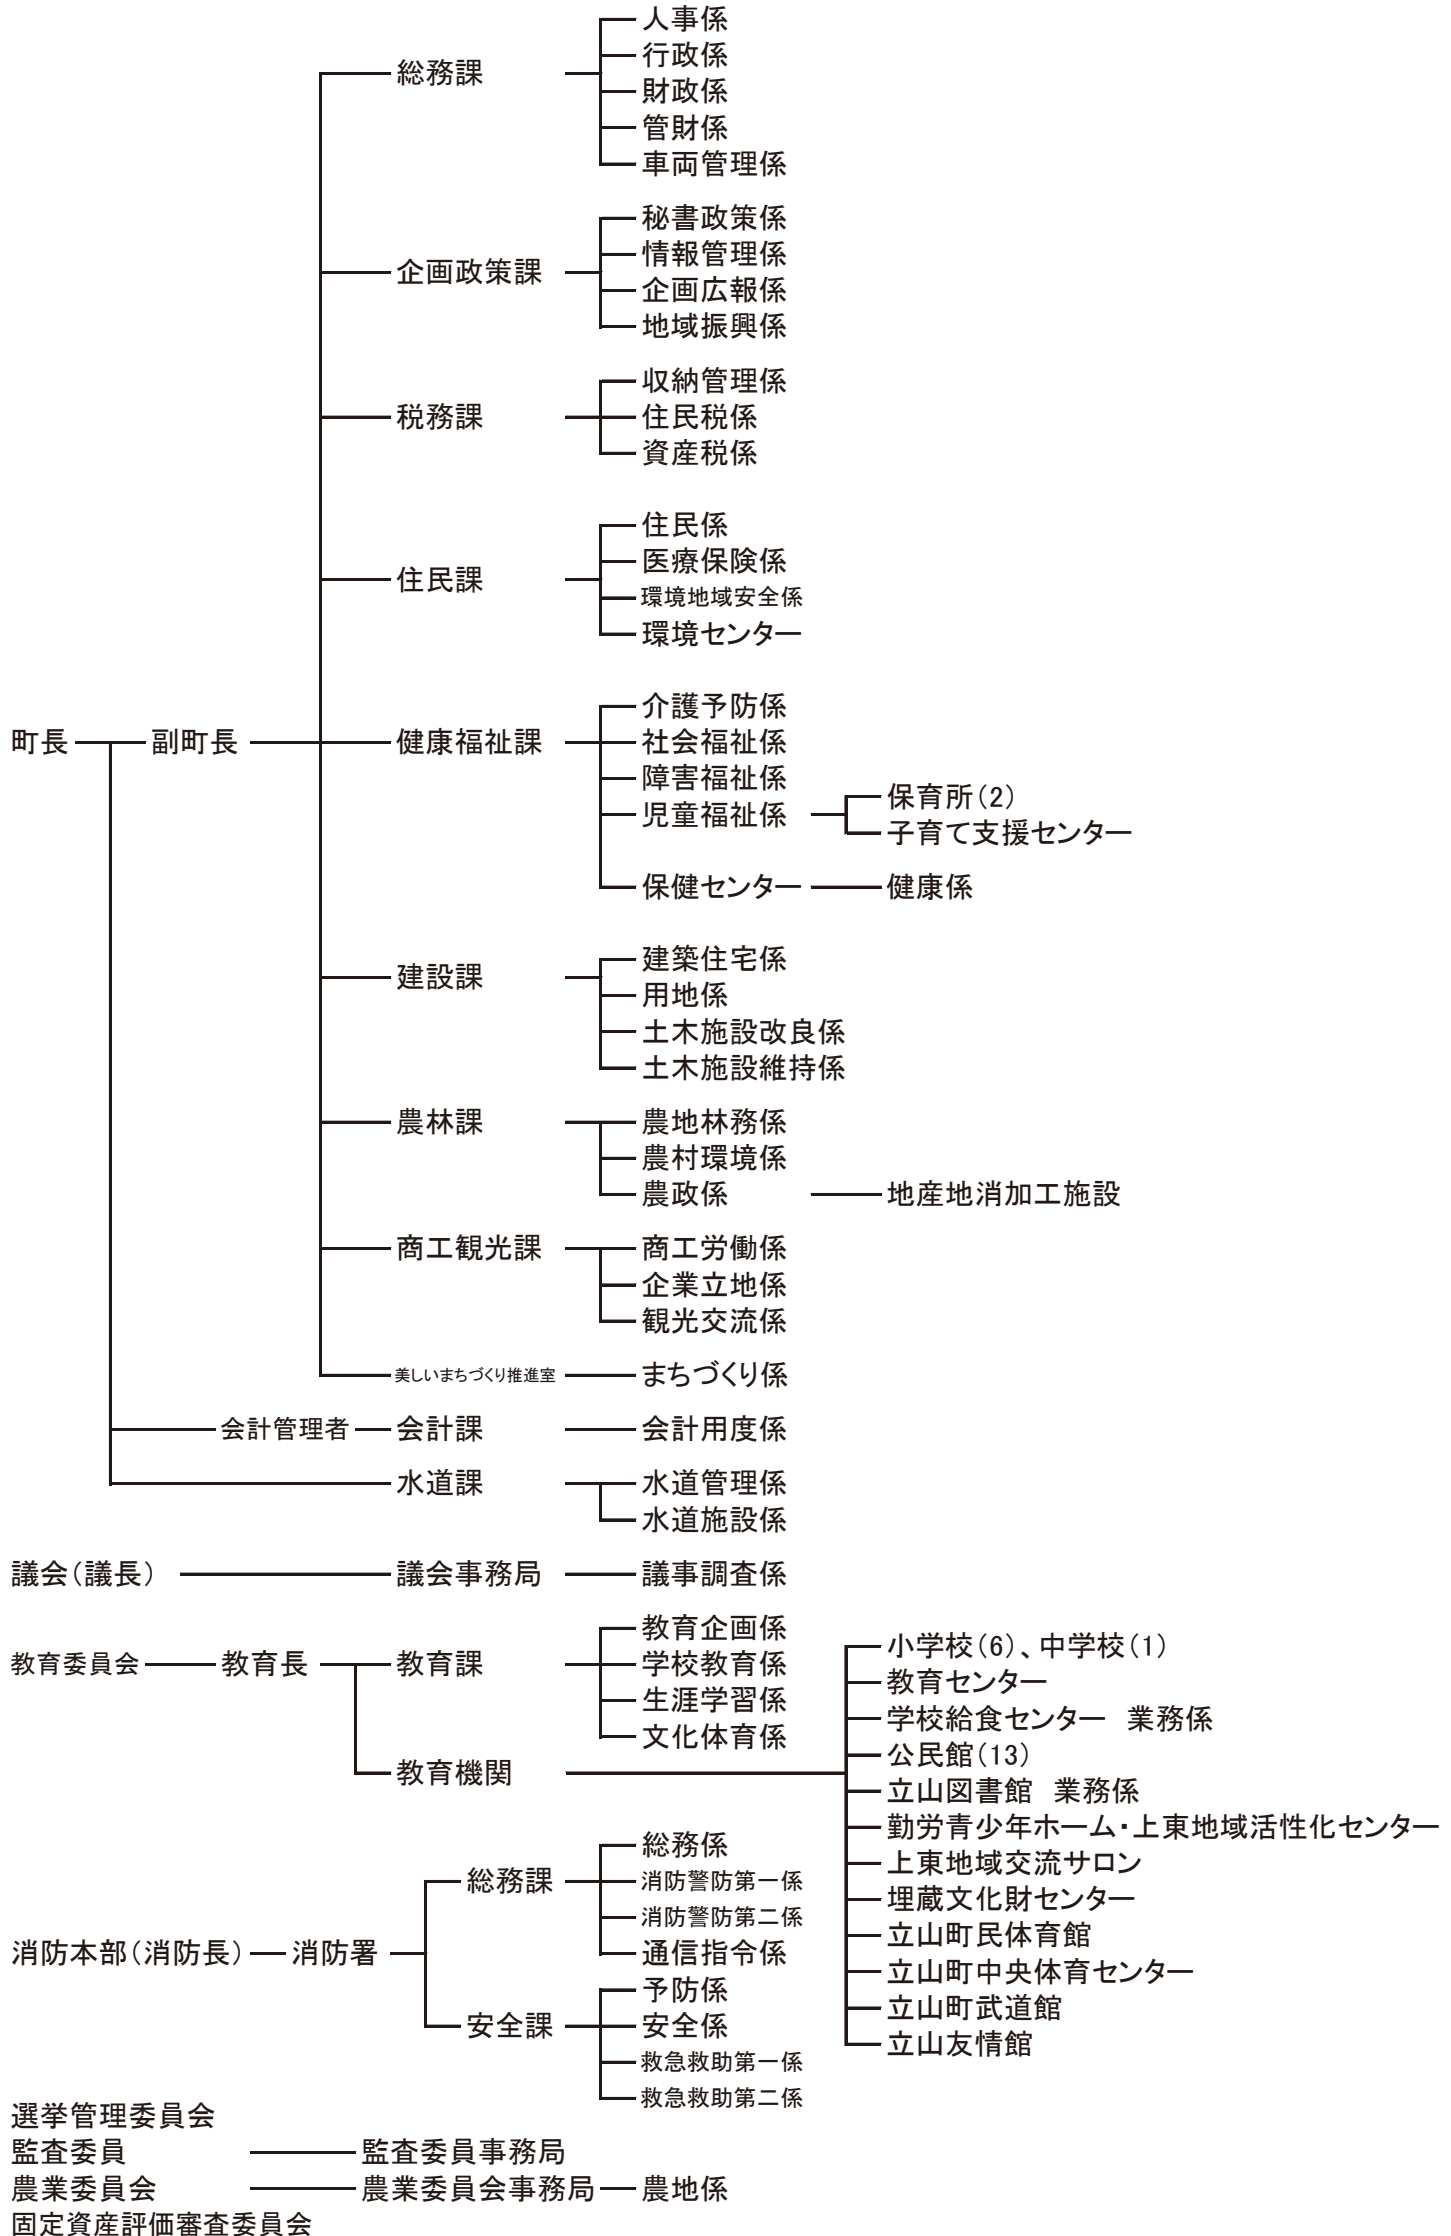 人事係
行政係
総務課
財政係
管財係
車両管理係
秘書政策係
情報管理係
企画政策課
企画広報係
地域振興係
収納管理係
税務課 住民税係
資産税係
住民係
医療保険係
住民課
環境地域安全係
環境センター
介護予防係
町長 副町長 健康福祉課 社会福祉係
障害福祉係
保育所(2)
児童福祉係
子育て支援センター
保健センター 健康係
建築住宅係
建設課
用地係
土木施設改良係
土木施設維持係
農林課 農地林務係
農村環境係
農政係 地産地消加工施設
商工観光課 商工労働係
企業立地係
観光交流係
美しいまちづくり推進室 まちづくり係
会計管理者 会計課 会計用度係
水道課 水道管理係
水道施設係
議会(議長) 議会事務局 議事調査係
教育企画係
小学校(6)、中学校(1)
教育委員会 教育長 教育課 学校教育係
教育センター
生涯学習係
学校給食センター 業務係
文化体育係
公民館(13)
教育機関
立山図書館 業務係
勤労青少年ホーム・上東地域活性化センター
総務係
上東地域交流サロン
総務課 消防警防第一係
埋蔵文化財センター
消防警防第二係
立山町民体育館
消防本部(消防長) 消防署 通信指令係
立山町中央体育センター
予防係
立山町武道館
安全課 安全係
立山友情館
救急救助第一係
救急救助第二係
選挙管理委員会
監査委員 監査委員事務局
農業委員会 農業委員会事務局 農地係
固定資産評価審査委員会